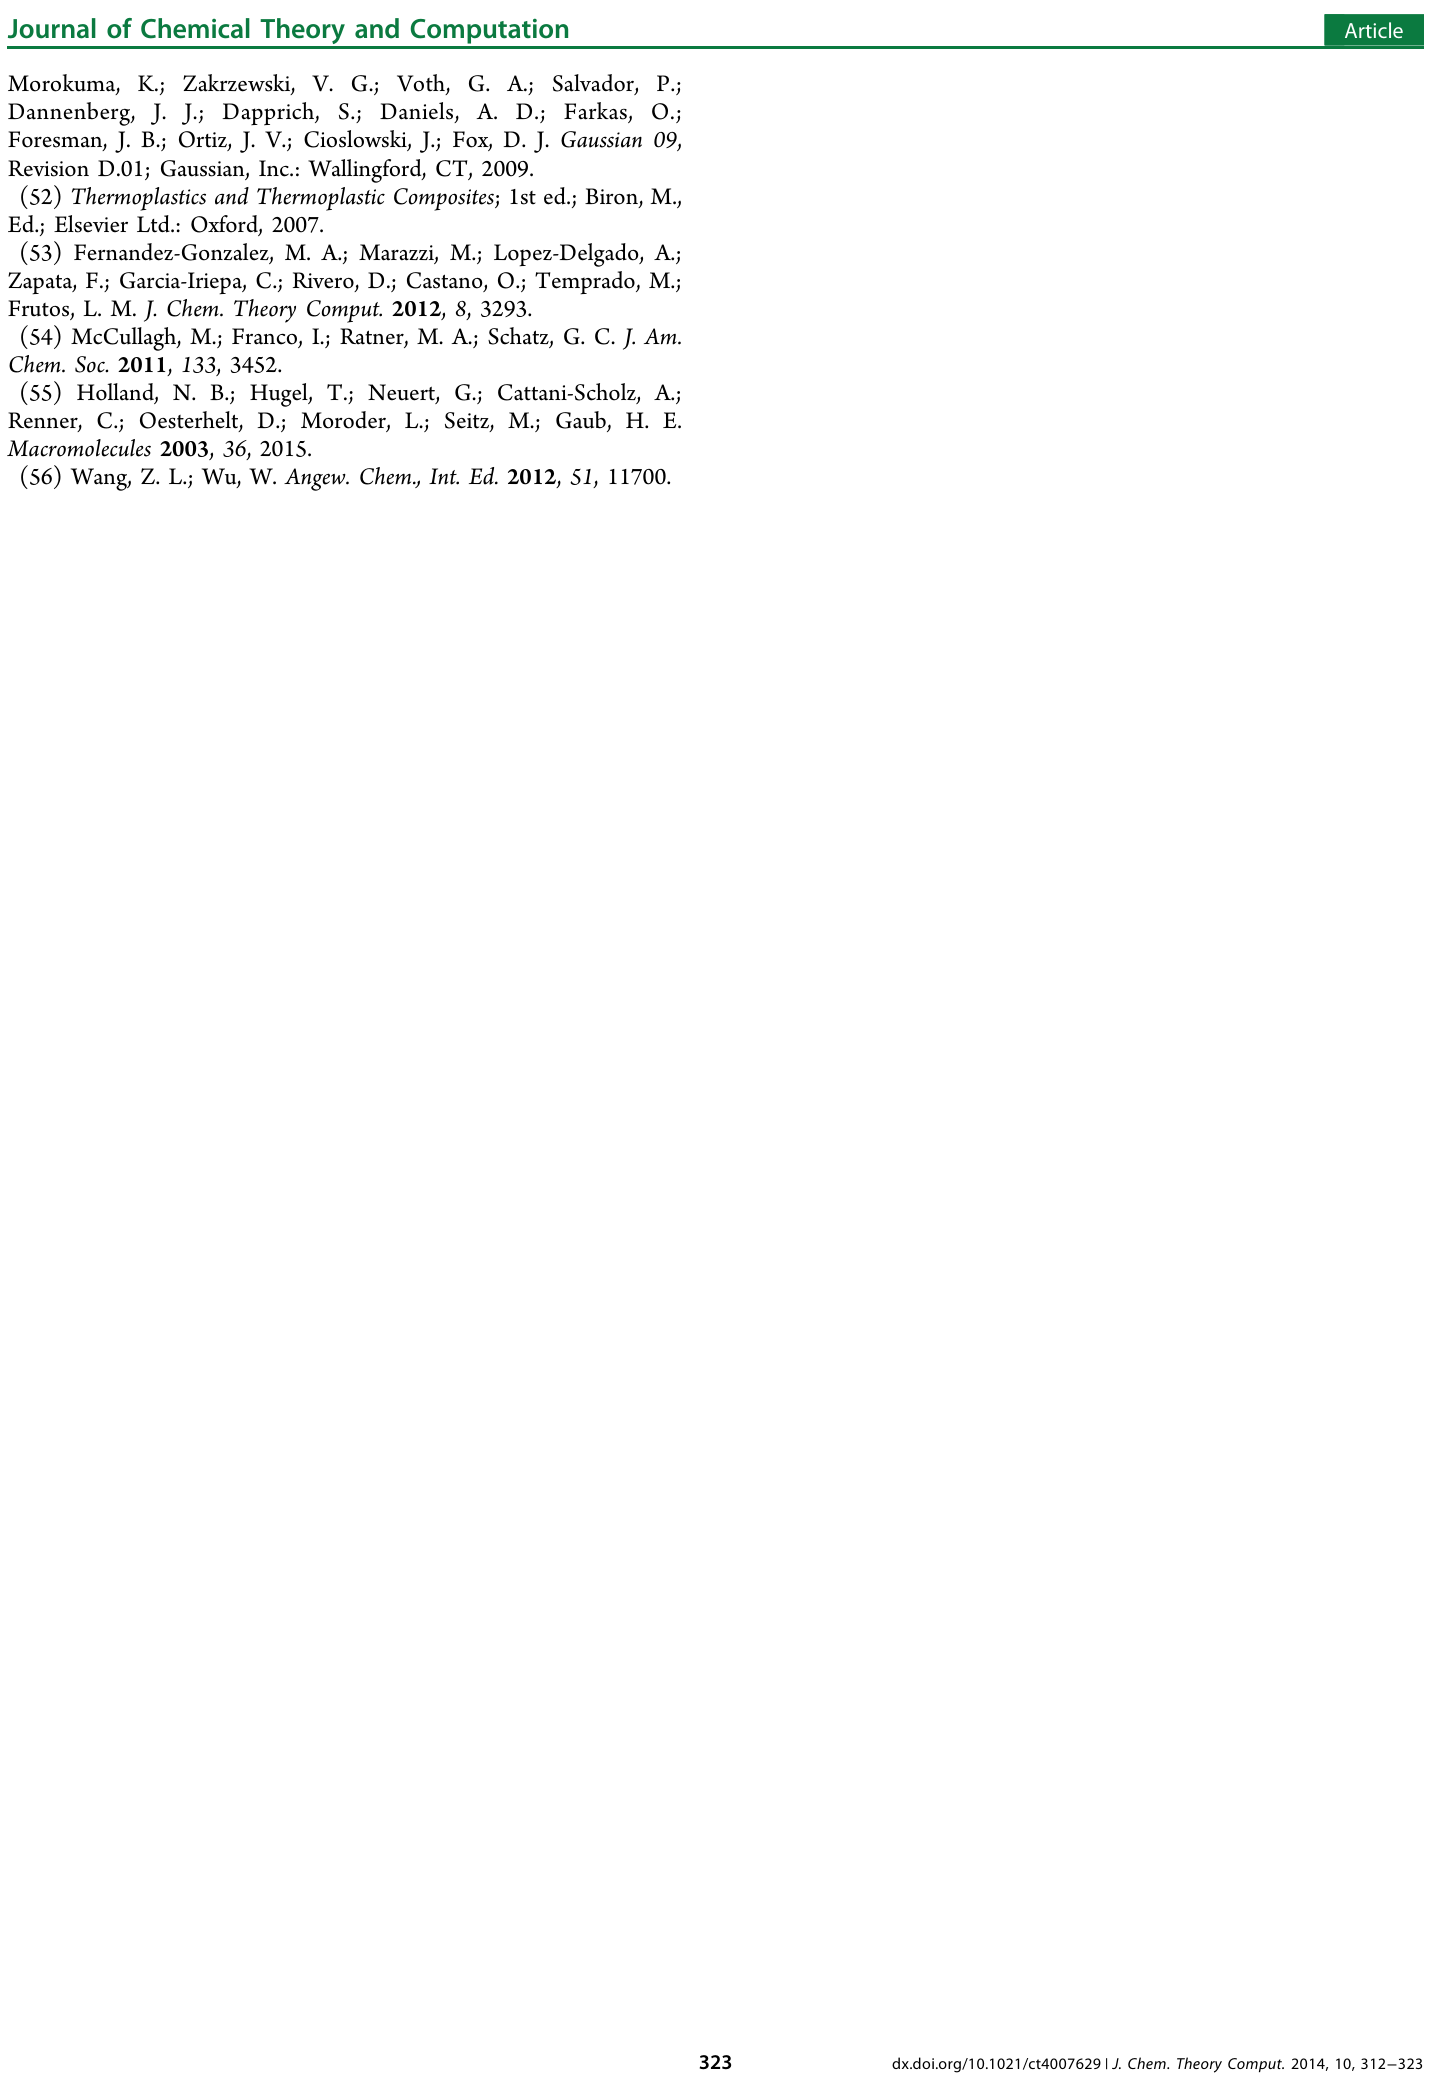 Journal of Chemical Theory and Computation
Article
Morokuma, K.; Zakrzewski, V. G.; Voth, G. A.; Salvador, P.;
Dannenberg, J. J.; Dapprich, S.; Daniels, A. D.; Farkas, O.;
Foresman, J. B.; Ortiz, J. V.; Cioslowski, J.; Fox, D. J. Gaussian 09,
Revision D.01; Gaussian, Inc.: Wallingford, CT, 2009.
(52) Thermoplastics and Thermoplastic Composites; 1st ed.; Biron, M.,
Ed.; Elsevier Ltd.: Oxford, 2007.
(53) Fernandez-Gonzalez, M. A.; Marazzi, M.; Lopez-Delgado, A.;
Zapata, F.; Garcia-Iriepa, C.; Rivero, D.; Castano, O.; Temprado, M.;
Frutos, L. M. J. Chem. Theory Comput. 2012, 8, 3293.
(54) McCullagh, M.; Franco, I.; Ratner, M. A.; Schatz, G. C. J. Am.
Chem. Soc. 2011, 133, 3452.
(55) Holland, N. B.; Hugel, T.; Neuert, G.; Cattani-Scholz, A.;
Renner, C.; Oesterhelt, D.; Moroder, L.; Seitz, M.; Gaub, H. E.
Macromolecules 2003, 36, 2015.
(56) Wang, Z. L.; Wu, W. Angew. Chem., Int. Ed. 2012, 51, 11700.
323
dx.doi.org/10.1021/ct4007629 | J. Chem. Theory Comput. 2014, 10, 312−323